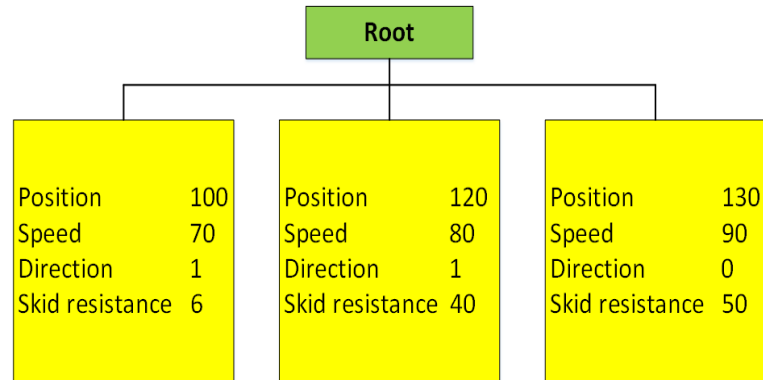 Root
Position 100
Speed 70
Direction 1
Skid resistance 6
Position 120
Speed 80
Direction 1
Skid resistance 40
Position 130
Speed 90
Direction 0
Skid resistance 50